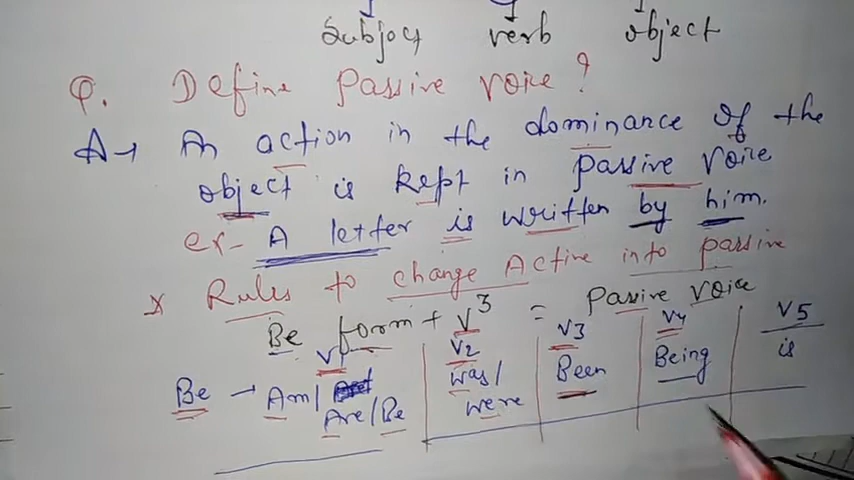 Subject verb object
Q. Define Passive voice?
A→ An action in the dominance of the
object is kept in passive voice
ex- A letter is written by him.
x Rules to change Active into passive
Be form + V3 = Passive voice
V1 V2 V3 V4 V5
Be → Am/ was/ Been Being is
Are/Be were